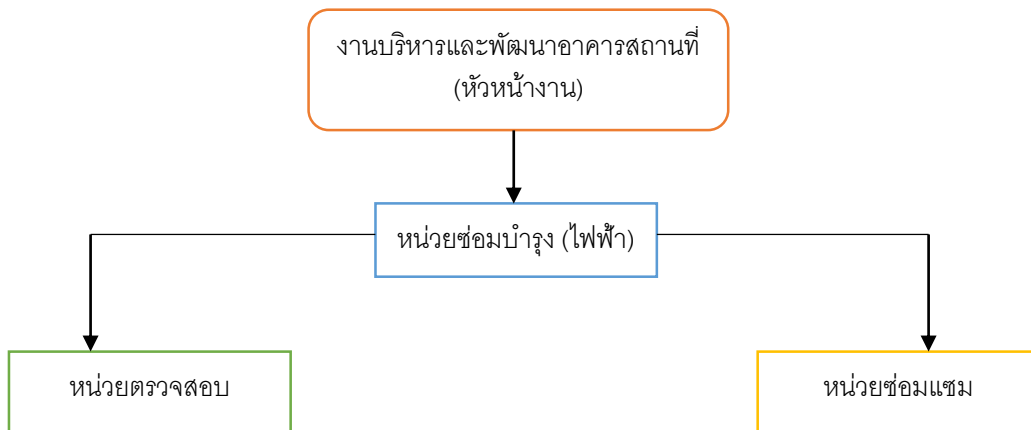 งานบริหารและพัฒนาอาคารสถานที่
(หัวหน้างาน)
หน่วยซ่อมบำรุง (ไฟฟ้า)
หน่วยตรวจสอบ
หน่วยซ่อมแซม